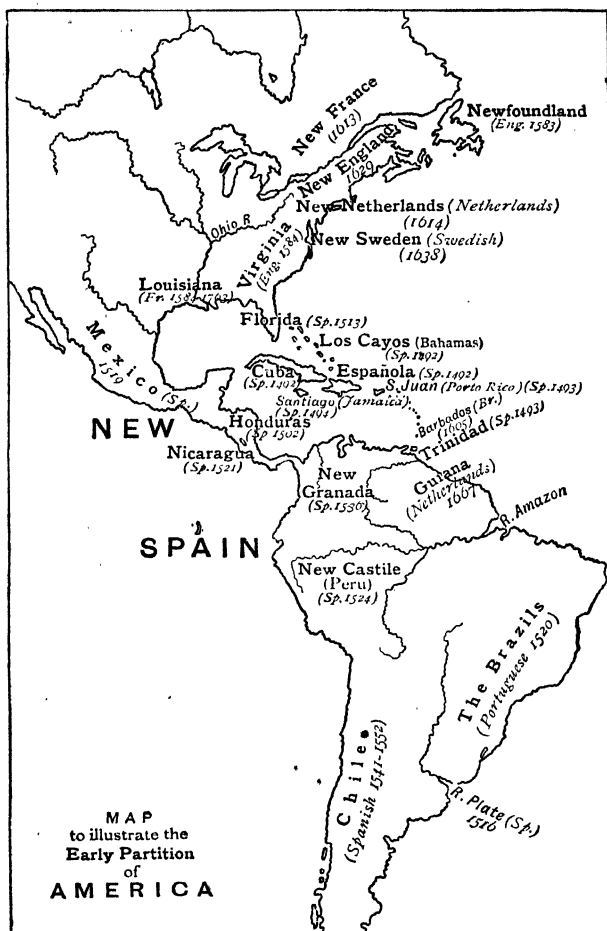 New France
(1613)
Newfoundland
(Eng. 1583)
New England
1629
New Netherlands (Netherlands)
(1614)
Ohio R
New Sweden (Swedish)
(1638)
Virginia
(Eng. 1584)
Louisiana
Florida (Sp. 1513)
Los Cayos (Bahamas)
(Sp. 1492)
Mexico (Sp.)
1519
Cuba
(Sp. 1492)
Española (Sp. 1492)
S. Juan (Porto Rico) (Sp. 1493)
Santiago (Jamaica)
(Sp. 1494)
Barbados (Br.)
(1605)
Trinidad (Sp. 1493)
Honduras
(Sp 1502)
NEW
Nicaragua
(Sp. 1521)
New
Granada
(Sp. 1536)
Guiana
(Netherlands)
1667
R. Amazon
SPAIN
New Castile
(Peru)
(Sp. 1524)
The Brazils
(Portuguese 1520)
Chile
(Spanish 1541-1552)
R. Plate (Sp.)
1516
MAP
to illustrate the
Early Partition
of
AMERICA